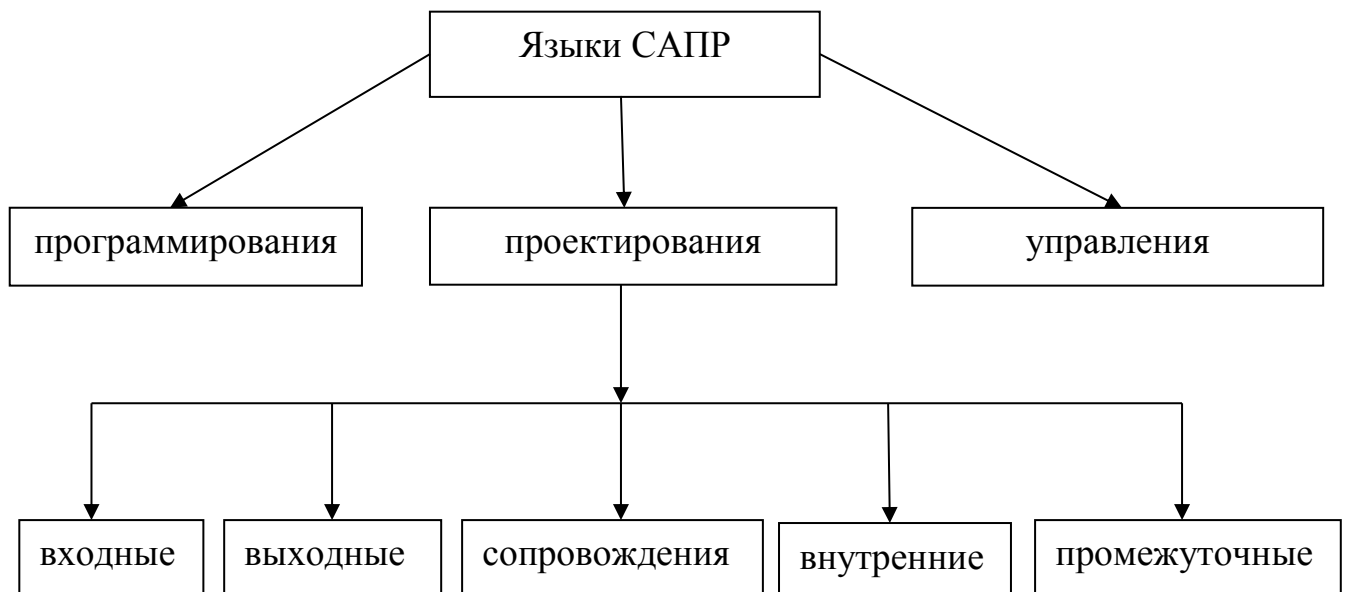 Языки САПР
программирования
проектирования
управления
входные
выходные
сопровождения
внутренние
промежуточные